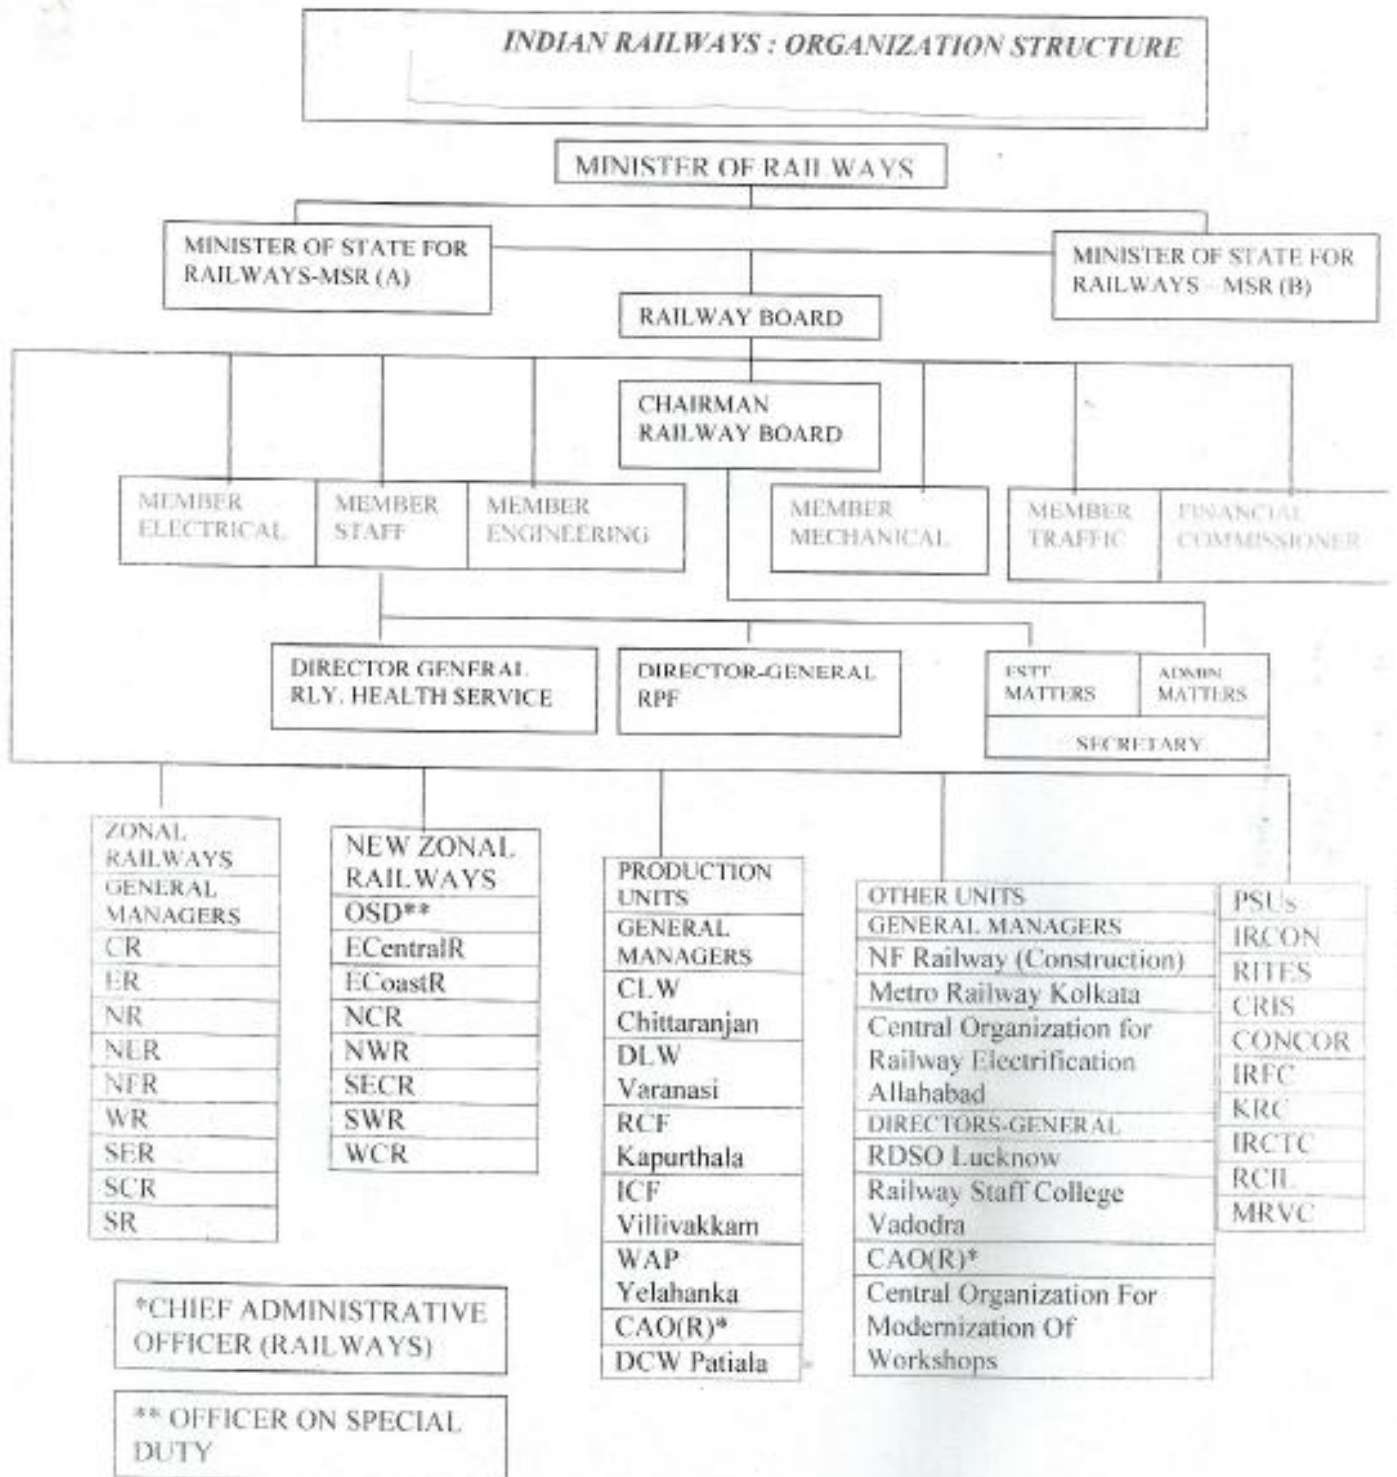 INDIAN RAILWAYS : ORGANIZATION STRUCTURE
MINISTER OF RAILWAYS
MINISTER OF STATE FOR
RAILWAYS-MSR (A)
MINISTER OF STATE FOR
RAILWAYS - MSR (B)
RAILWAY BOARD
CHAIRMAN
RAILWAY BOARD
MEMBER
ELECTRICAL
MEMBER
STAFF
MEMBER
ENGINEERING
MEMBER
MECHANICAL
MEMBER
TRAFFIC
FINANCIAL
COMMISSIONER
DIRECTOR GENERAL
RLY. HEALTH SERVICE
DIRECTOR-GENERAL
RPF
ESTT.
MATTERS
ADMIN
MATTERS
SECRETARY
ZONAL
RAILWAYS
GENERAL
MANAGERS
CR
ER
NR
NER
NFR
WR
SER
SCR
SR
NEW ZONAL
RAILWAYS
OSD**
ECentralR
ECoastR
NCR
NWR
SECR
SWR
WCR
PRODUCTION
UNITS
GENERAL
MANAGERS
CLW
Chittaranjan
DLW
Varanasi
RCF
Kapurthala
ICF
Villivakkam
WAP
Yelahanka
CAO(R)*
DCW Patiala
OTHER UNITS
GENERAL MANAGERS
NF Railway (Construction)
Metro Railway Kolkata
Central Organization for
Railway Electrification
Allahabad
DIRECTORS-GENERAL
RDSO Lucknow
Railway Staff College
Vadodra
CAO(R)*
Central Organization For
Modernization Of
Workshops
PSUs
IRCON
RITES
CRIS
CONCOR
IRFC
KRC
IRCTC
RCIL
MRVC
*CHIEF ADMINISTRATIVE
OFFICER (RAILWAYS)
** OFFICER ON SPECIAL
DUTY